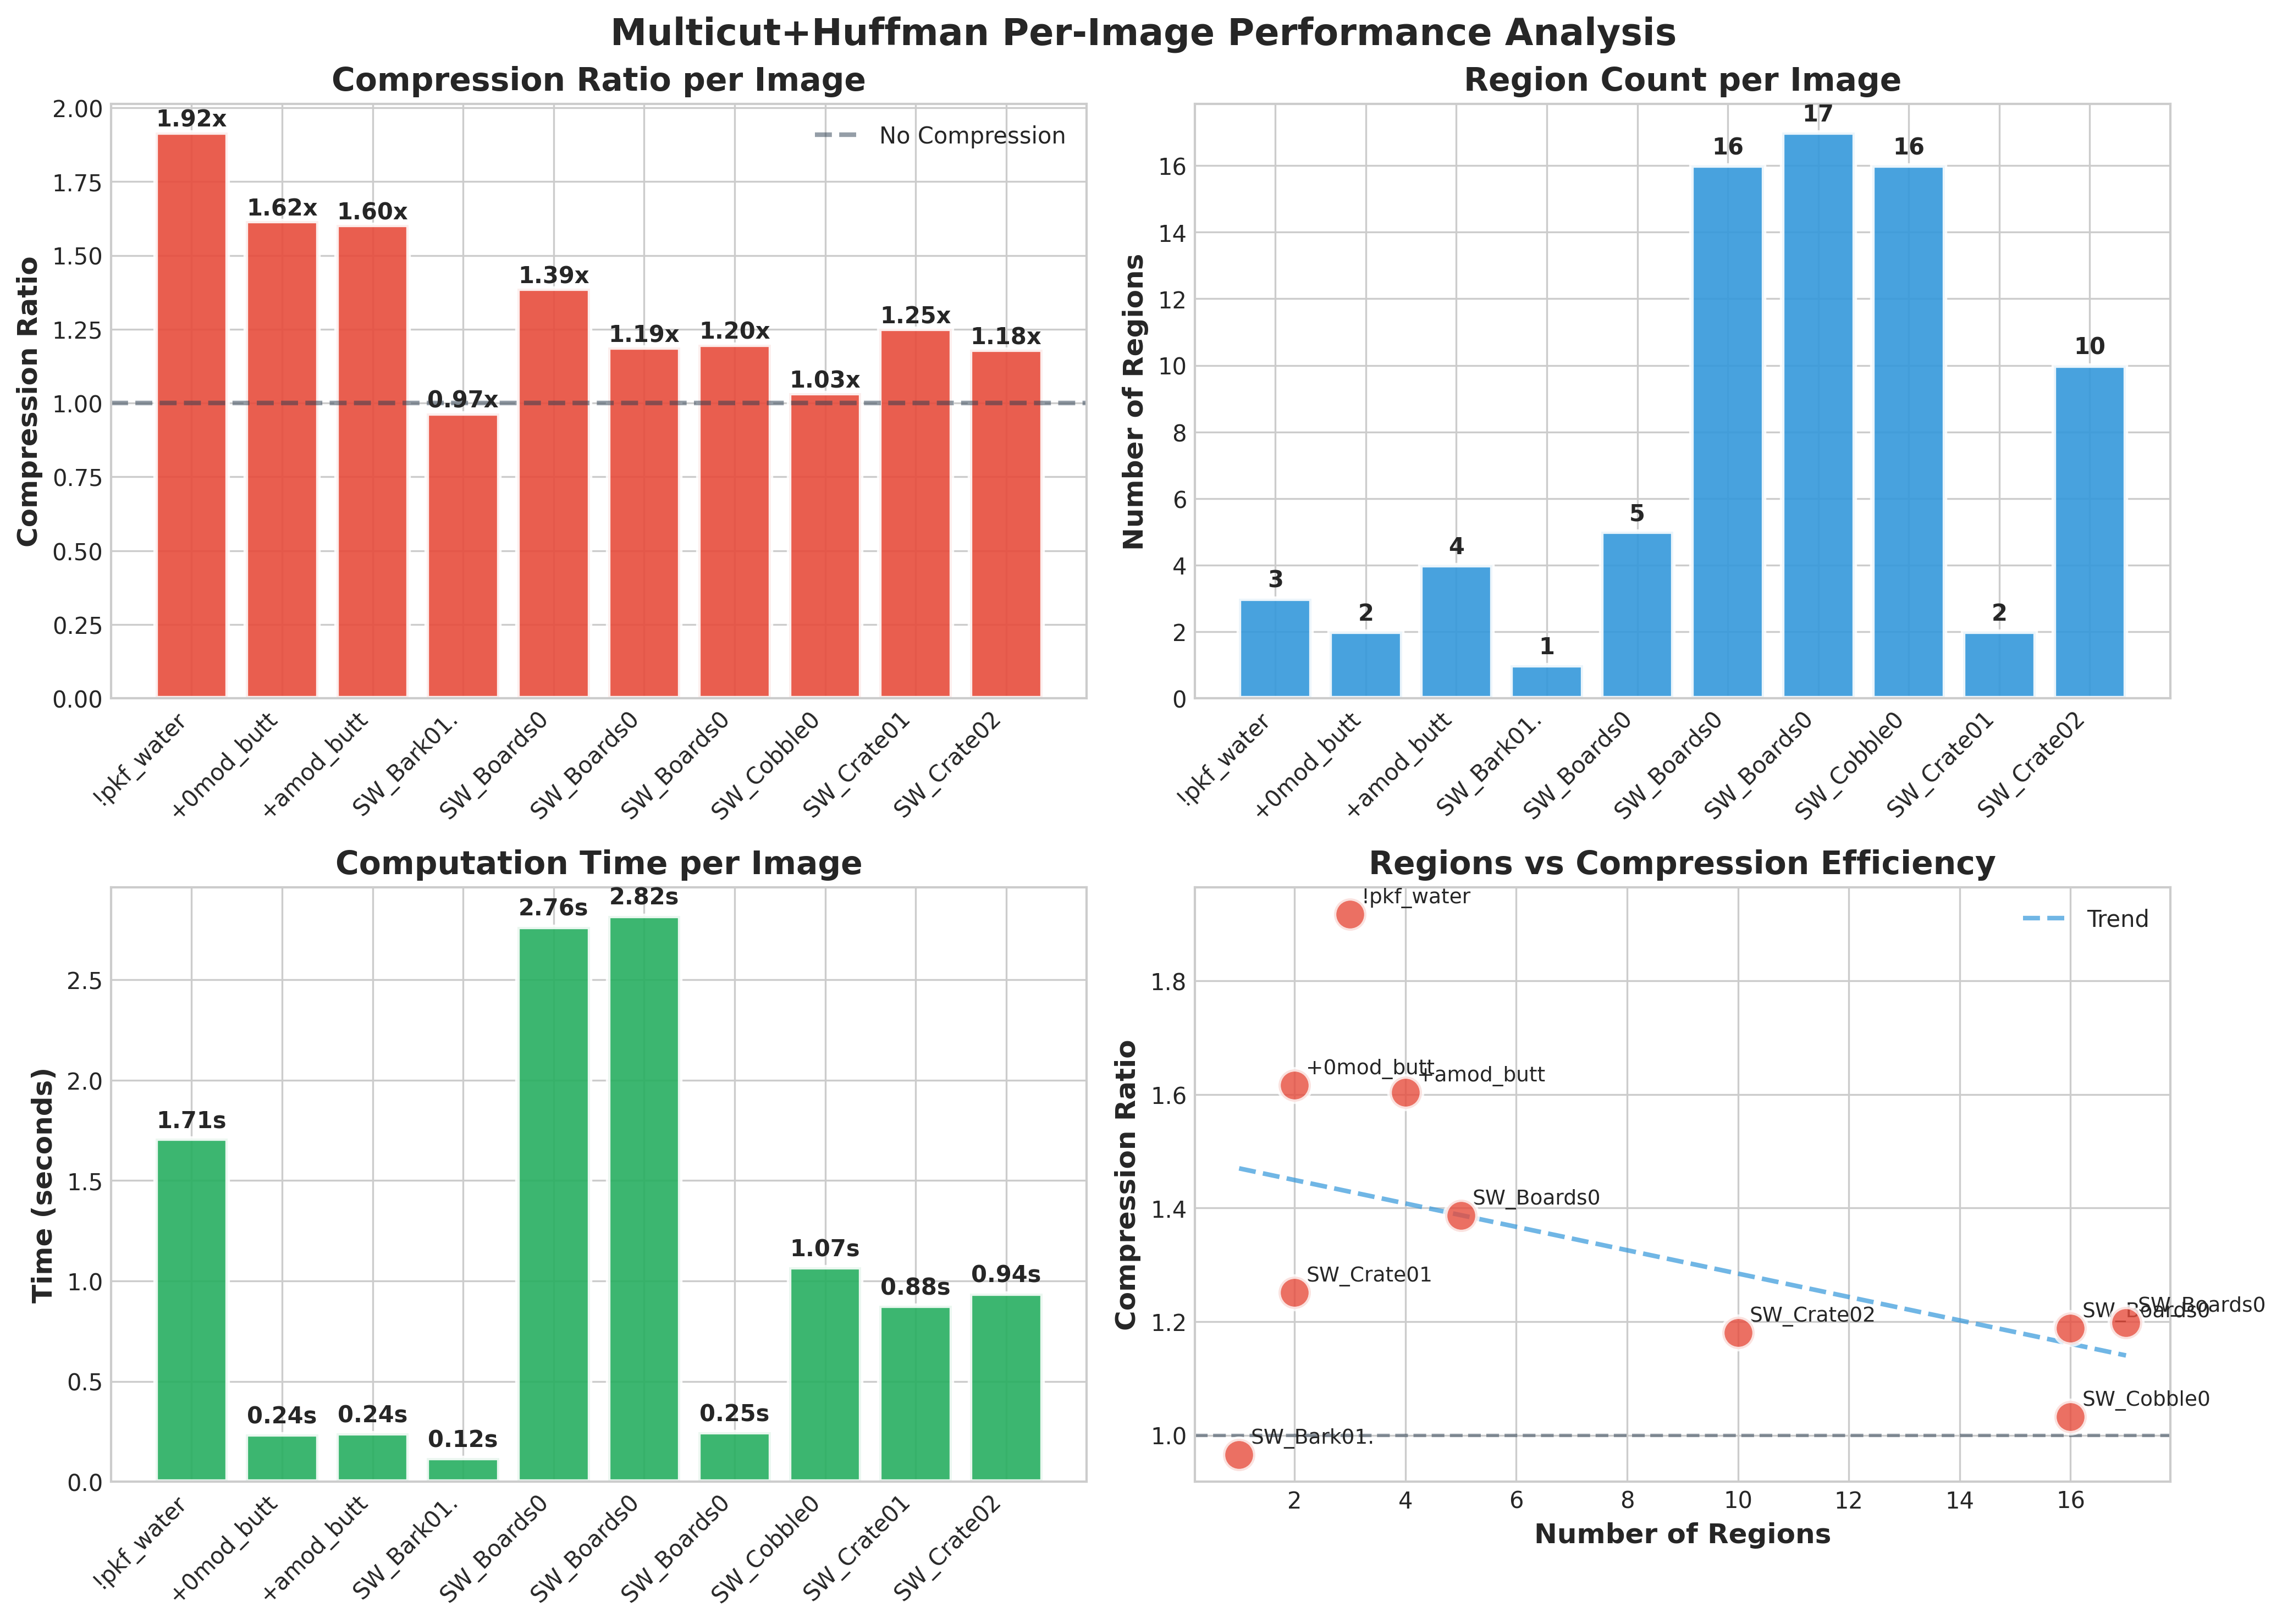 Multicut+Huffman Per-Image Performance Analysis
Compression Ratio per Image
Compression Ratio
2.00
1.75
1.50
1.25
1.00
0.75
0.50
0.25
0.00
1.92x
1.62x
1.60x
0.97x
1.39x
1.19x
1.20x
1.03x
1.25x
1.18x
No Compression
!pkf_water
+0mod_butt
+amod_butt
SW_Bark01.
SW_Boards0
SW_Boards0
SW_Boards0
SW_Cobble0
SW_Crate01
SW_Crate02
Region Count per Image
Number of Regions
16
14
12
10
8
6
4
2
0
3
2
4
1
5
16
17
16
2
10
!pkf_water
+0mod_butt
+amod_butt
SW_Bark01.
SW_Boards0
SW_Boards0
SW_Boards0
SW_Cobble0
SW_Crate01
SW_Crate02
Computation Time per Image
Time (seconds)
2.5
2.0
1.5
1.0
0.5
0.0
1.71s
0.24s
0.24s
0.12s
2.76s
2.82s
0.25s
1.07s
0.88s
0.94s
!pkf_water
+0mod_butt
+amod_butt
SW_Bark01.
SW_Boards0
SW_Boards0
SW_Boards0
SW_Cobble0
SW_Crate01
SW_Crate02
Regions vs Compression Efficiency
Compression Ratio
1.8
1.6
1.4
1.2
1.0
Trend
!pkf_water
+0mod_butt
+amod_butt
SW_Boards0
SW_Crate01
SW_Crate02
SW_Boards0
SW_Boards0
SW_Cobble0
SW_Bark01.
2
4
6
8
10
12
14
16
Number of Regions